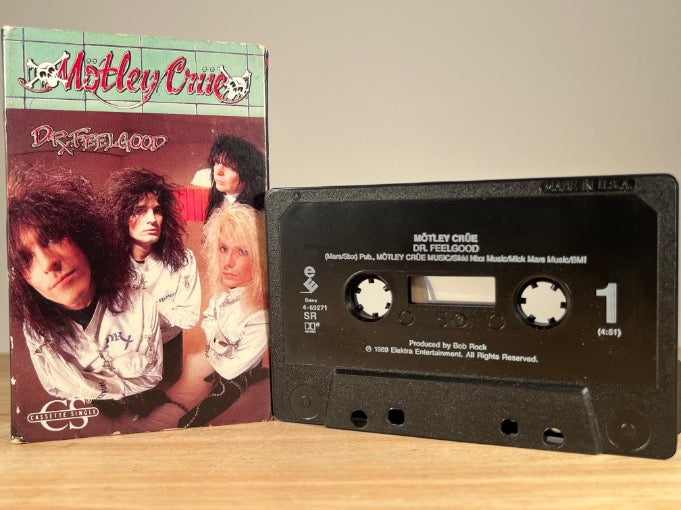 Mötley Crüe
DR. FEELGOOD
CS
CASSETTE SINGLE
MADE IN U.S.A.
MÖTLEY CRÜE
DR. FEELGOOD
(Mars/Sixx) Pub., MÖTLEY CRÜE MUSIC/Sikki Nixx Music/Mick Mars Music/BMI
e
Elektra
4-69271
SR
1
(4:51)
Produced by Bob Rock
℗ 1989 Elektra Entertainment. All Rights Reserved.